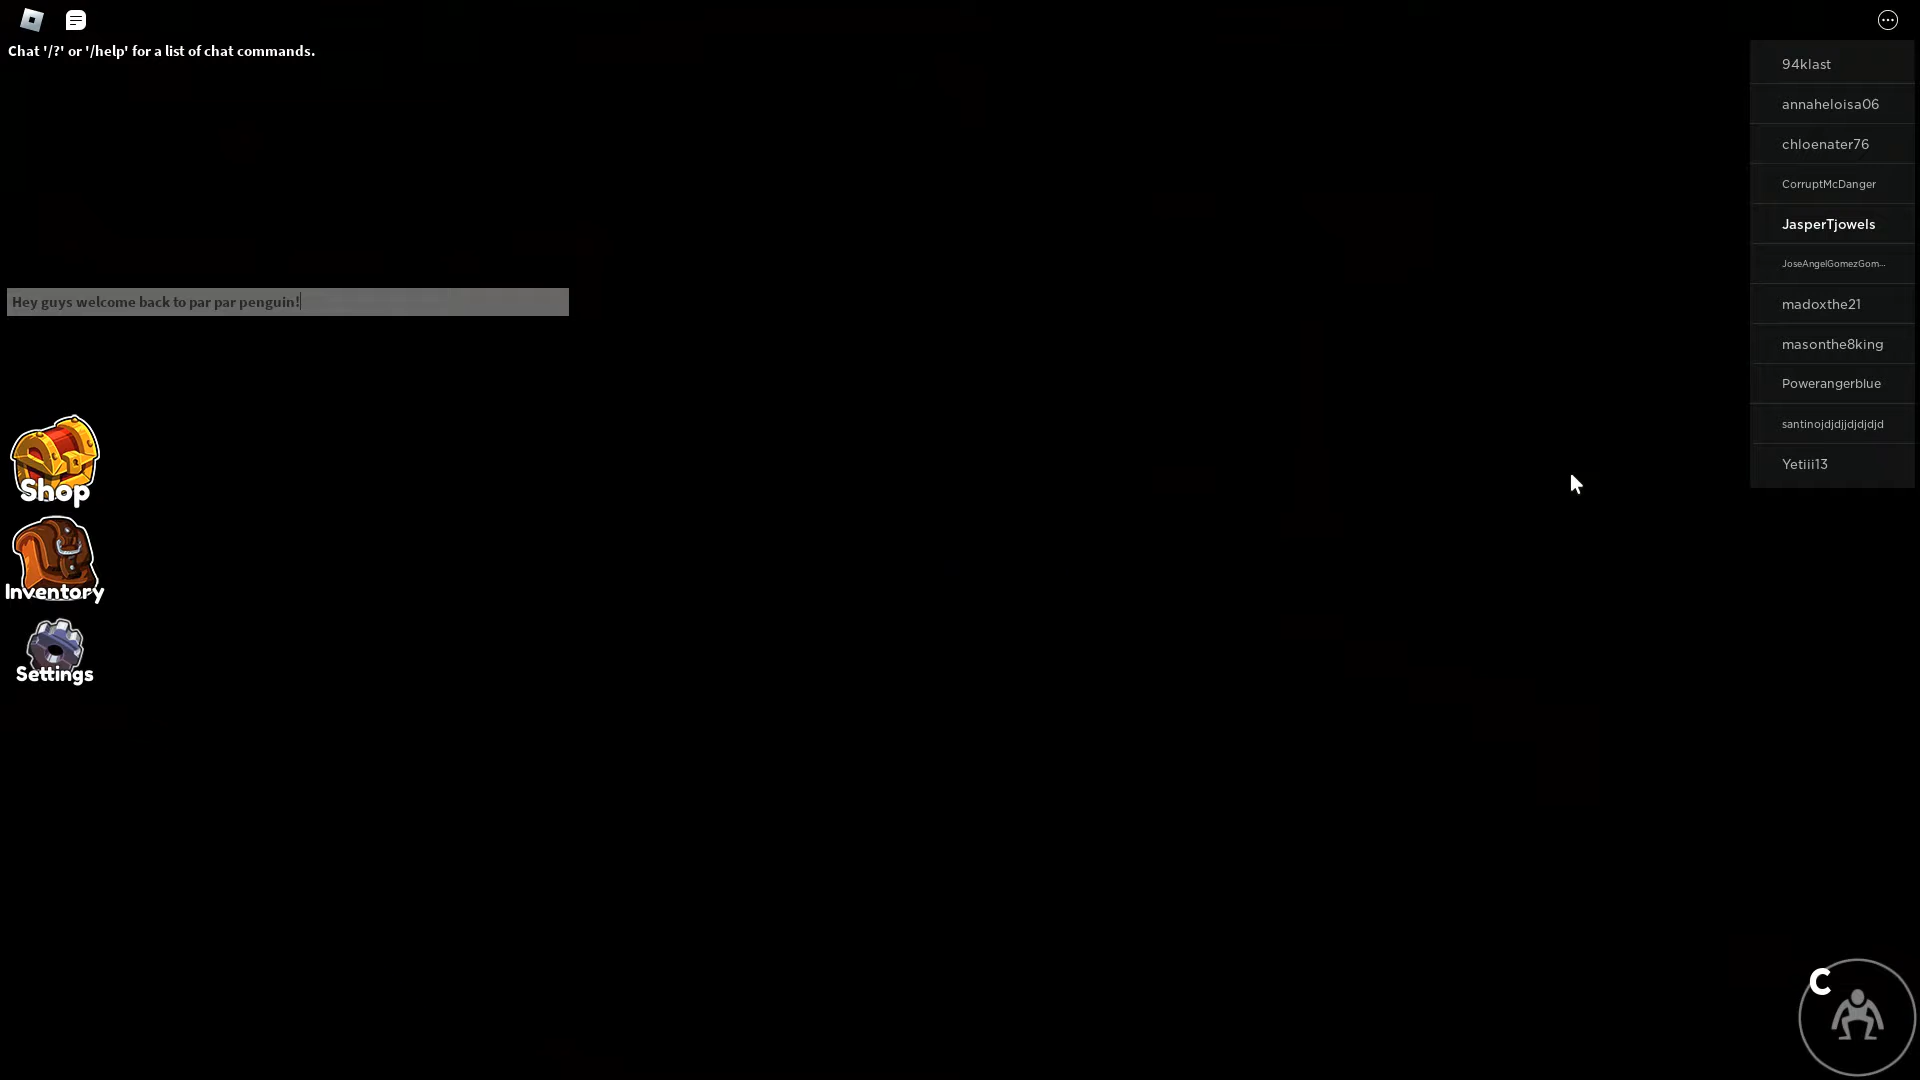 Chat '/?' or '/help' for a list of chat commands.
Hey guys welcome back to par par penguin!
Shop
Inventory
Settings
94klast
annaheloisa06
chloenater76
CorruptMcDanger
JasperTjowels
JoseAngelGomezGom...
madoxthe21
masonthe8king
Powerangerblue
santinojdjdjjdjdjdjd
Yetiii13
C